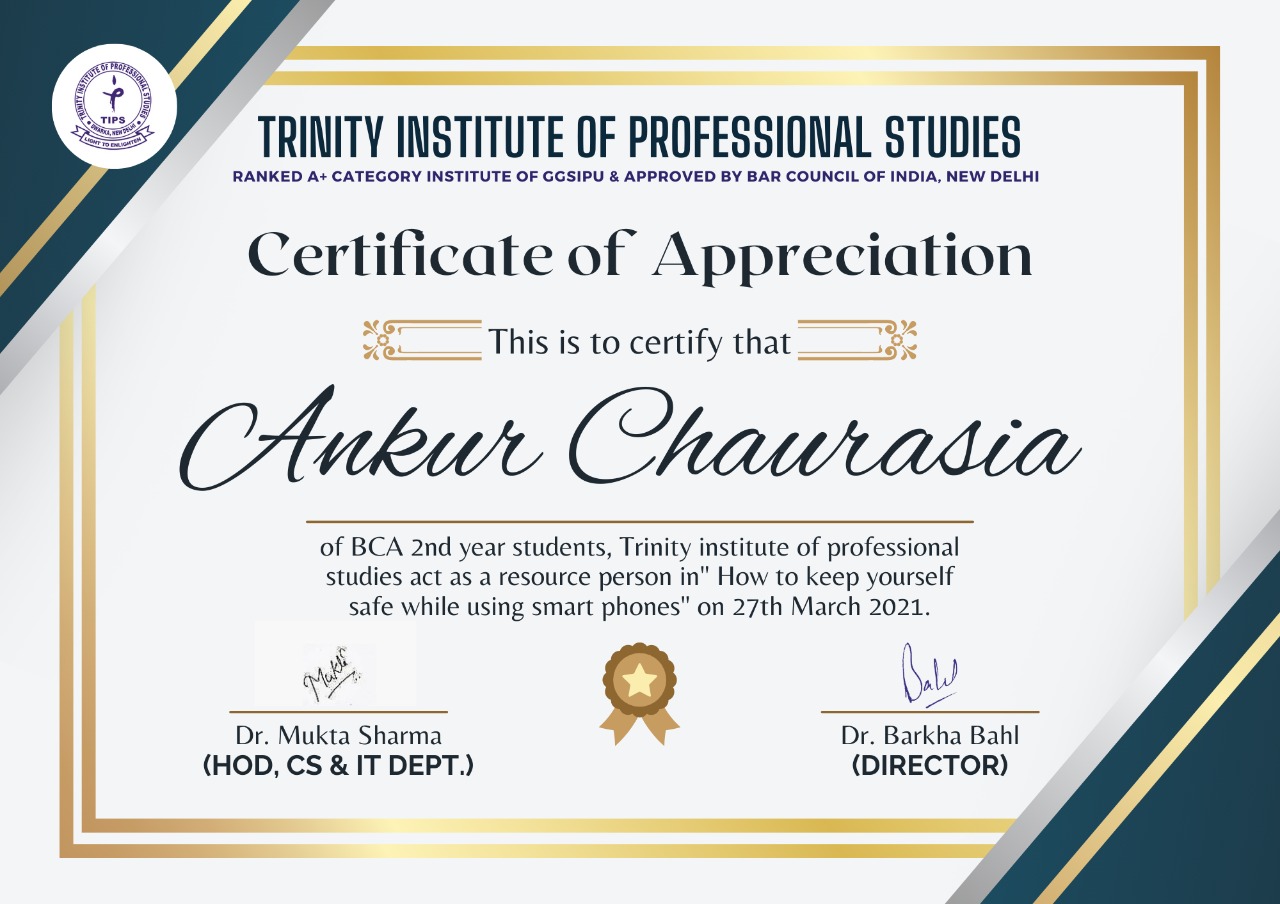 TRINITY INSTITUTE OF PROFESSIONAL STUDIES
TIPS
DWARKA, NEW DELHI
LIGHT TO ENLIGHTEN
TRINITY INSTITUTE OF PROFESSIONAL STUDIES
RANKED A+ CATEGORY INSTITUTE OF GGSIPU & APPROVED BY BAR COUNCIL OF INDIA, NEW DELHI
Certificate of Appreciation
This is to certify that
Ankur Chaurasia
of BCA 2nd year students, Trinity institute of professional
studies act as a resource person in" How to keep yourself
safe while using smart phones" on 27th March 2021.
Mukta
Bahl
Dr. Mukta Sharma
Dr. Barkha Bahl
(HOD, CS & IT DEPT.)
(DIRECTOR)